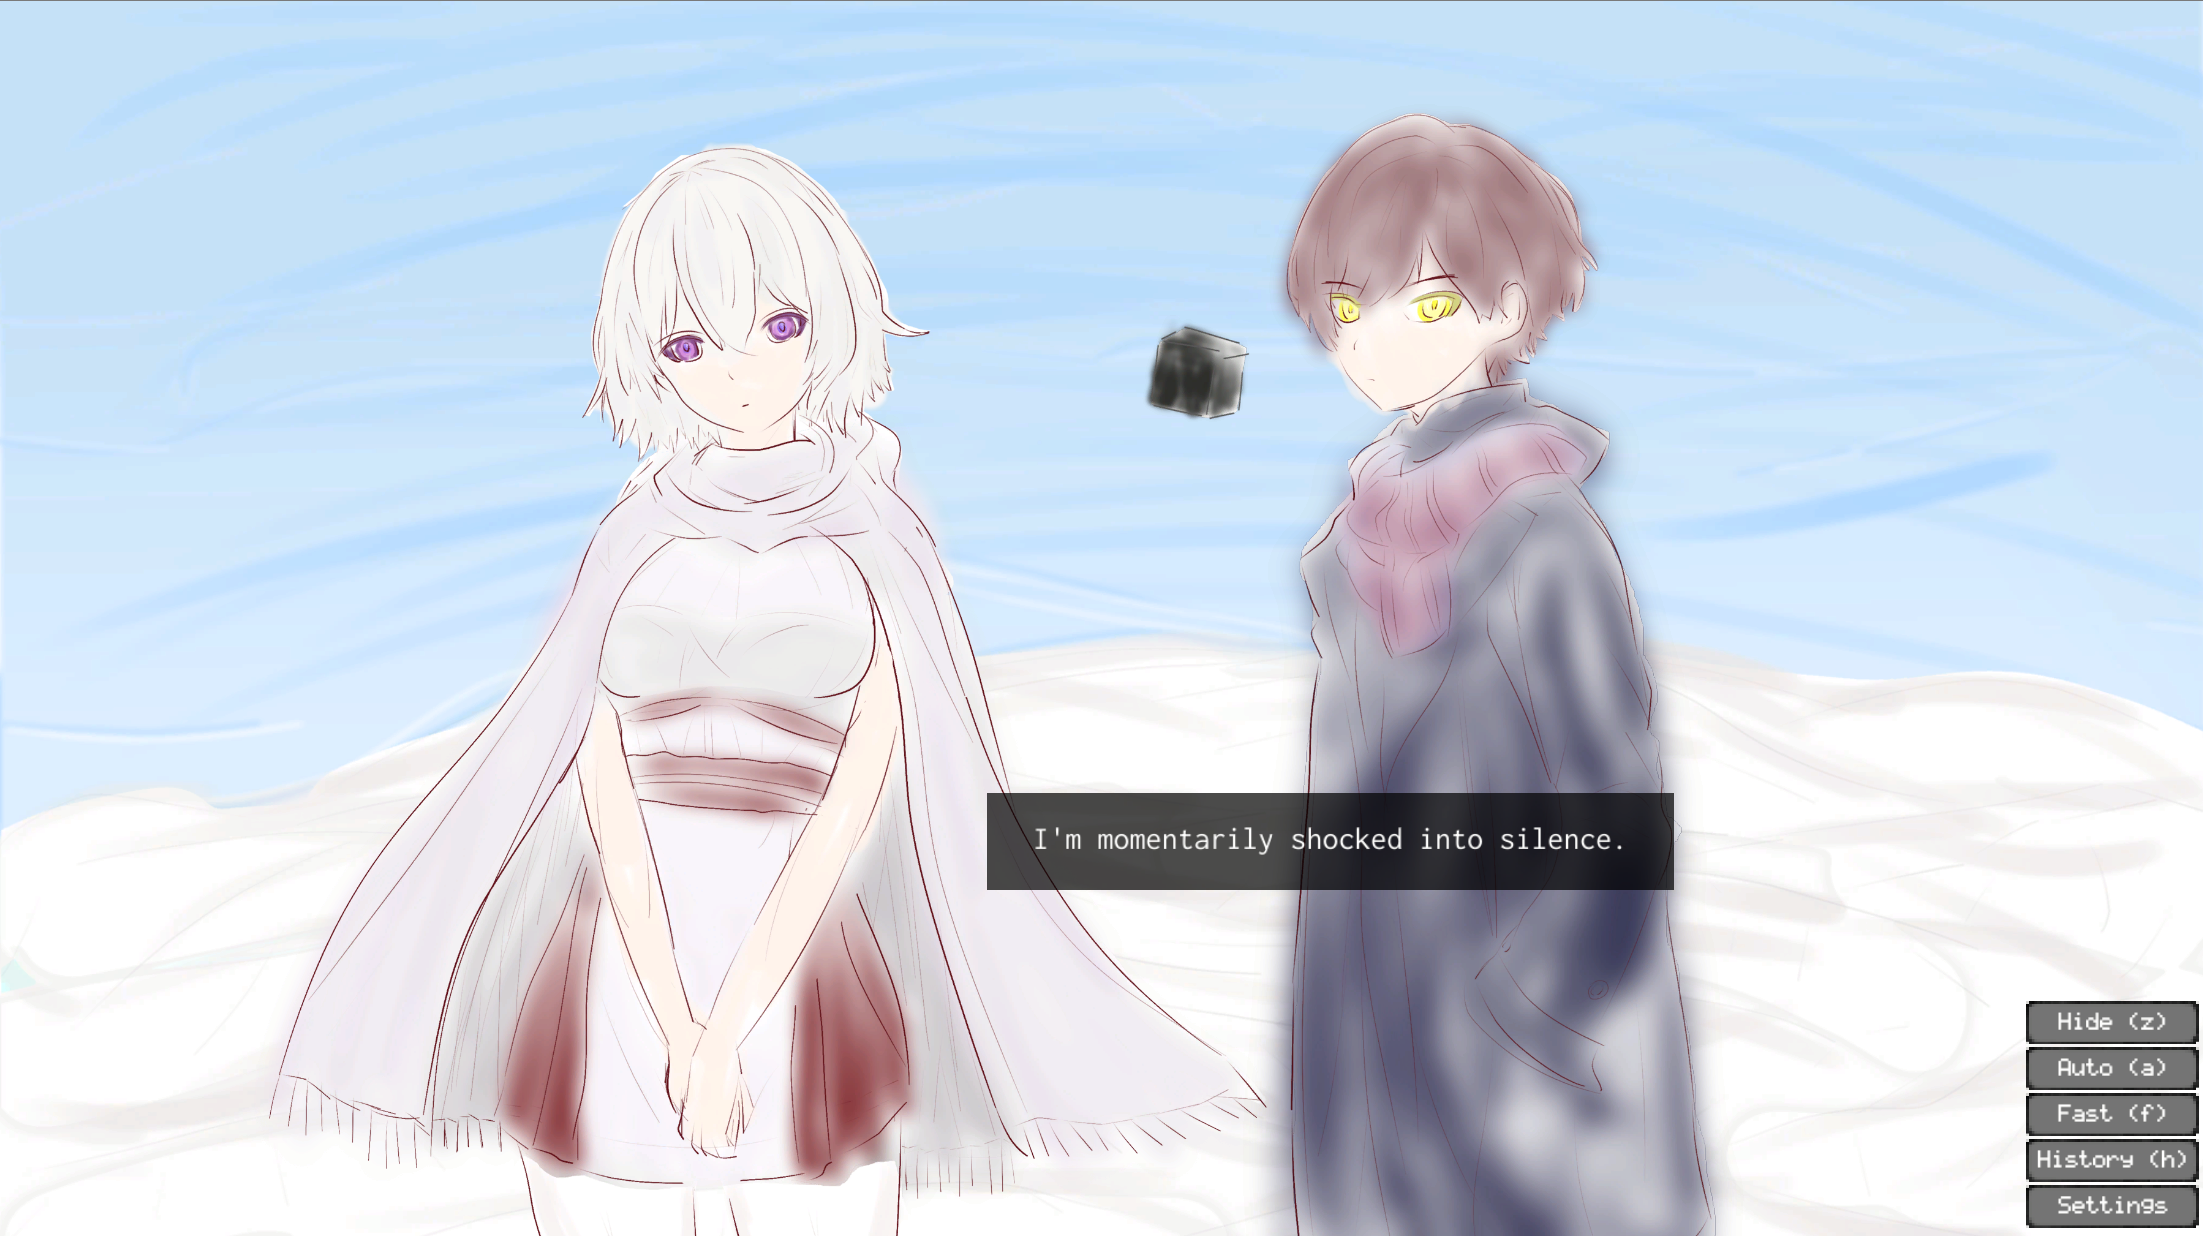 I'm momentarily shocked into silence.
Hide (z)
Auto (a)
Fast (f)
History (h)
Settings